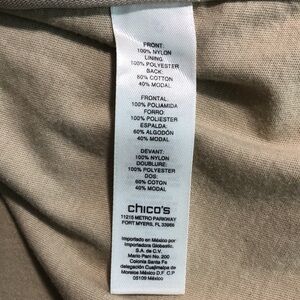 FRONT:
100% NYLON
LINING:
100% POLYESTER
BACK:
60% COTTON
40% MODAL
FRONTAL:
100% POLIAMIDA
FORRO:
100% POLIESTER
ESPALDA:
60% ALGODÓN
40% MODAL
DEVANT:
100% NYLON
DOUBLURE:
100% POLYESTER
DOS:
60% COTON
40% MODAL
chico's
11215 METRO PARKWAY
FORT MYERS, FL 33966
Importado en México por
Importadora Globastic,
S.A. de C.V.
Mario Pani No. 200
Colonia Santa Fe
delegación Cuajimalpa de
Morelos México D.F.
05109 México